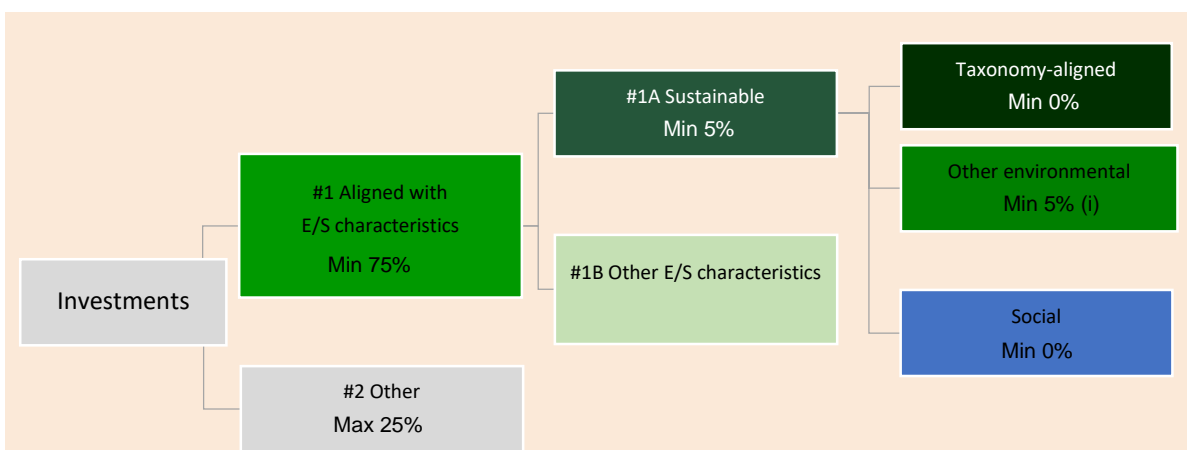 Investments
#1 Aligned with
E/S characteristics
Min 75%
#2 Other
Max 25%
#1A Sustainable
Min 5%
#1B Other E/S characteristics
Taxonomy-aligned
Min 0%
Other environmental
Min 5% (i)
Social
Min 0%